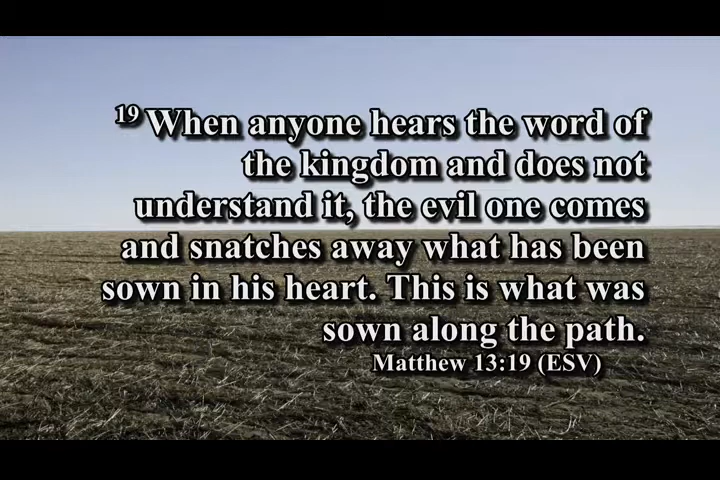 19 When anyone hears the word of
the kingdom and does not
understand it, the evil one comes
and snatches away what has been
sown in his heart. This is what was
sown along the path.
Matthew 13:19 (ESV)